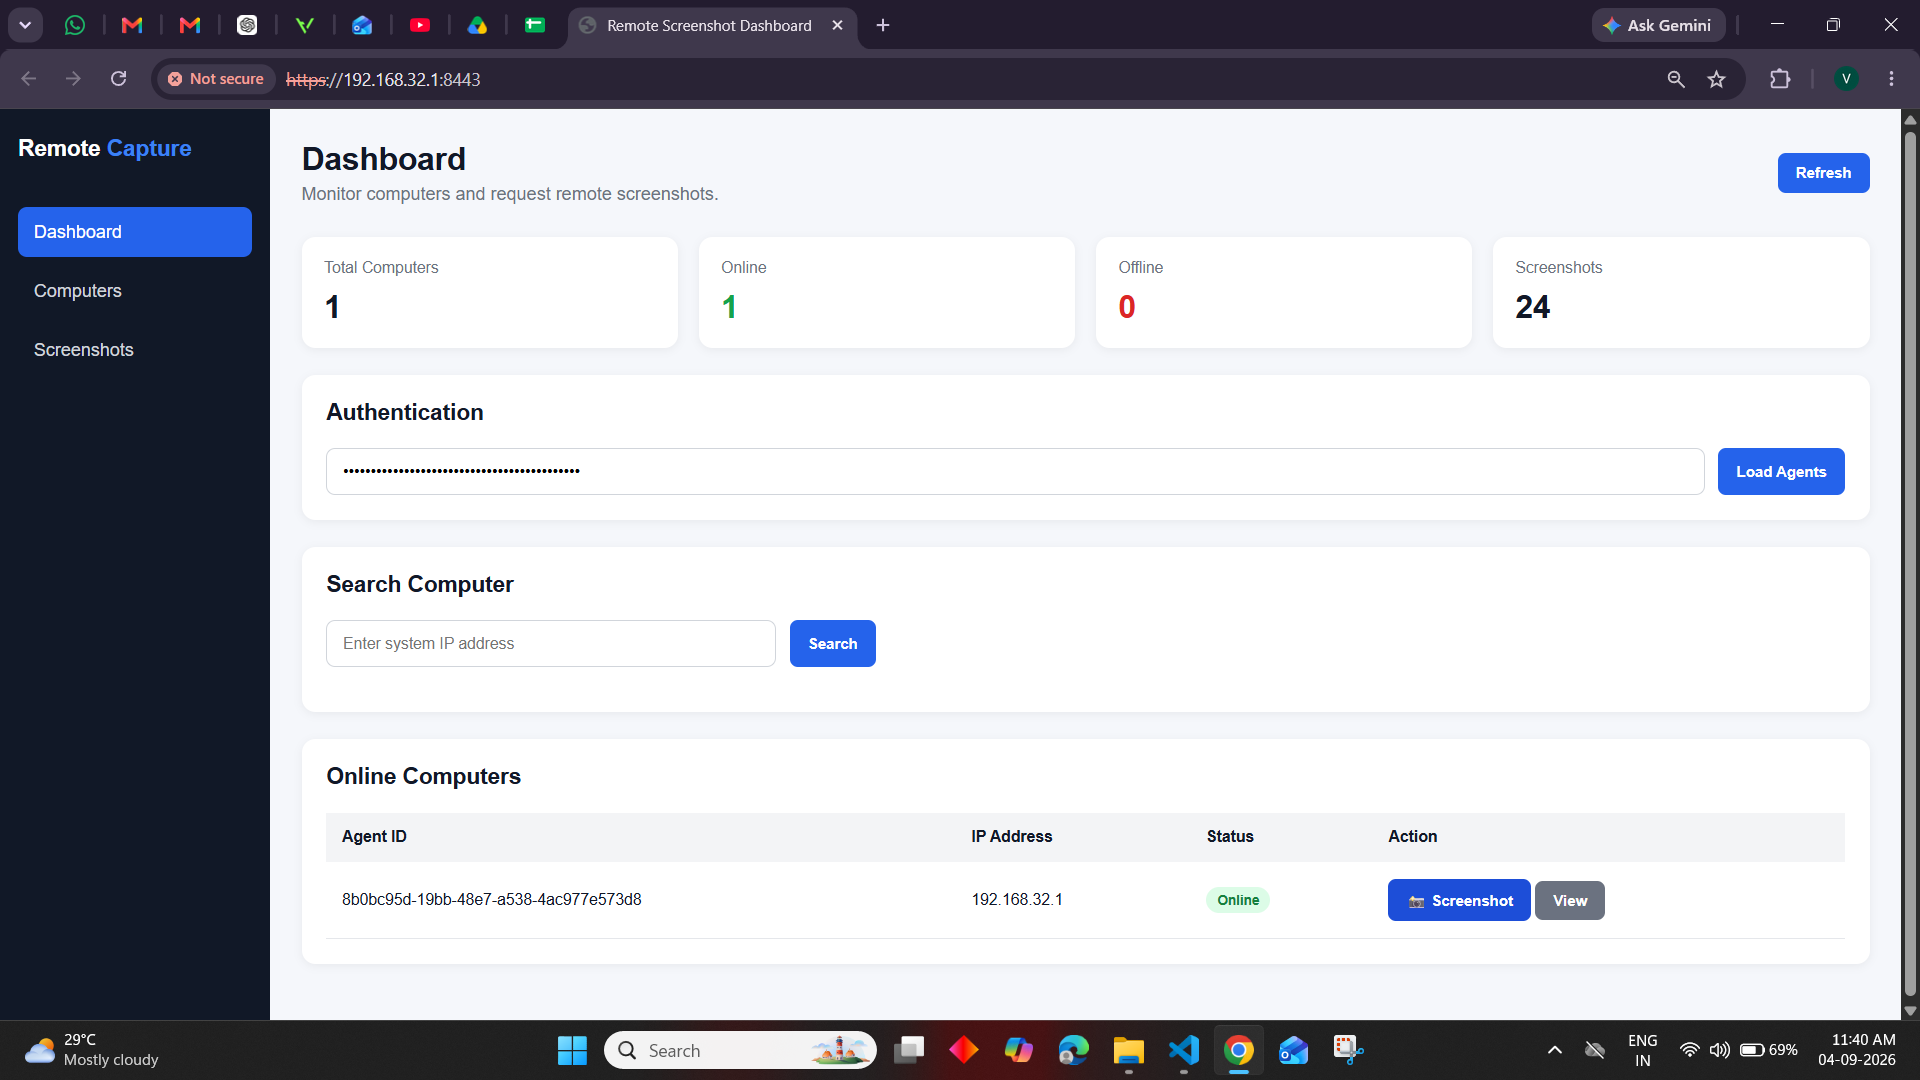 Remote Screenshot Dashboard
Ask Gemini
Not secure
https://192.168.32.1:8443
V
Remote Capture
Dashboard
Computers
Screenshots
Dashboard
Monitor computers and request remote screenshots.
Refresh
Total Computers
1
Online
1
Offline
0
Screenshots
24
Authentication
••••••••••••••••••••••••••••••••••••••••••
Load Agents
Search Computer
Enter system IP address
Search
Online Computers
Agent ID IP Address Status Action
8b0bc95d-19bb-48e7-a538-4ac977e573d8 192.168.32.1 Online Screenshot View
29°C
Mostly cloudy
Search
ENG
IN
69%
11:40 AM
04-09-2026